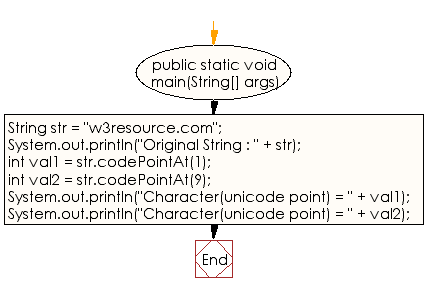 public static void
main(String[] args)
String str = "w3resource.com";
System.out.println("Original String : " + str);
int val1 = str.codePointAt(1);
int val2 = str.codePointAt(9);
System.out.println("Character(unicode point) = " + val1);
System.out.println("Character(unicode point) = " + val2);
End